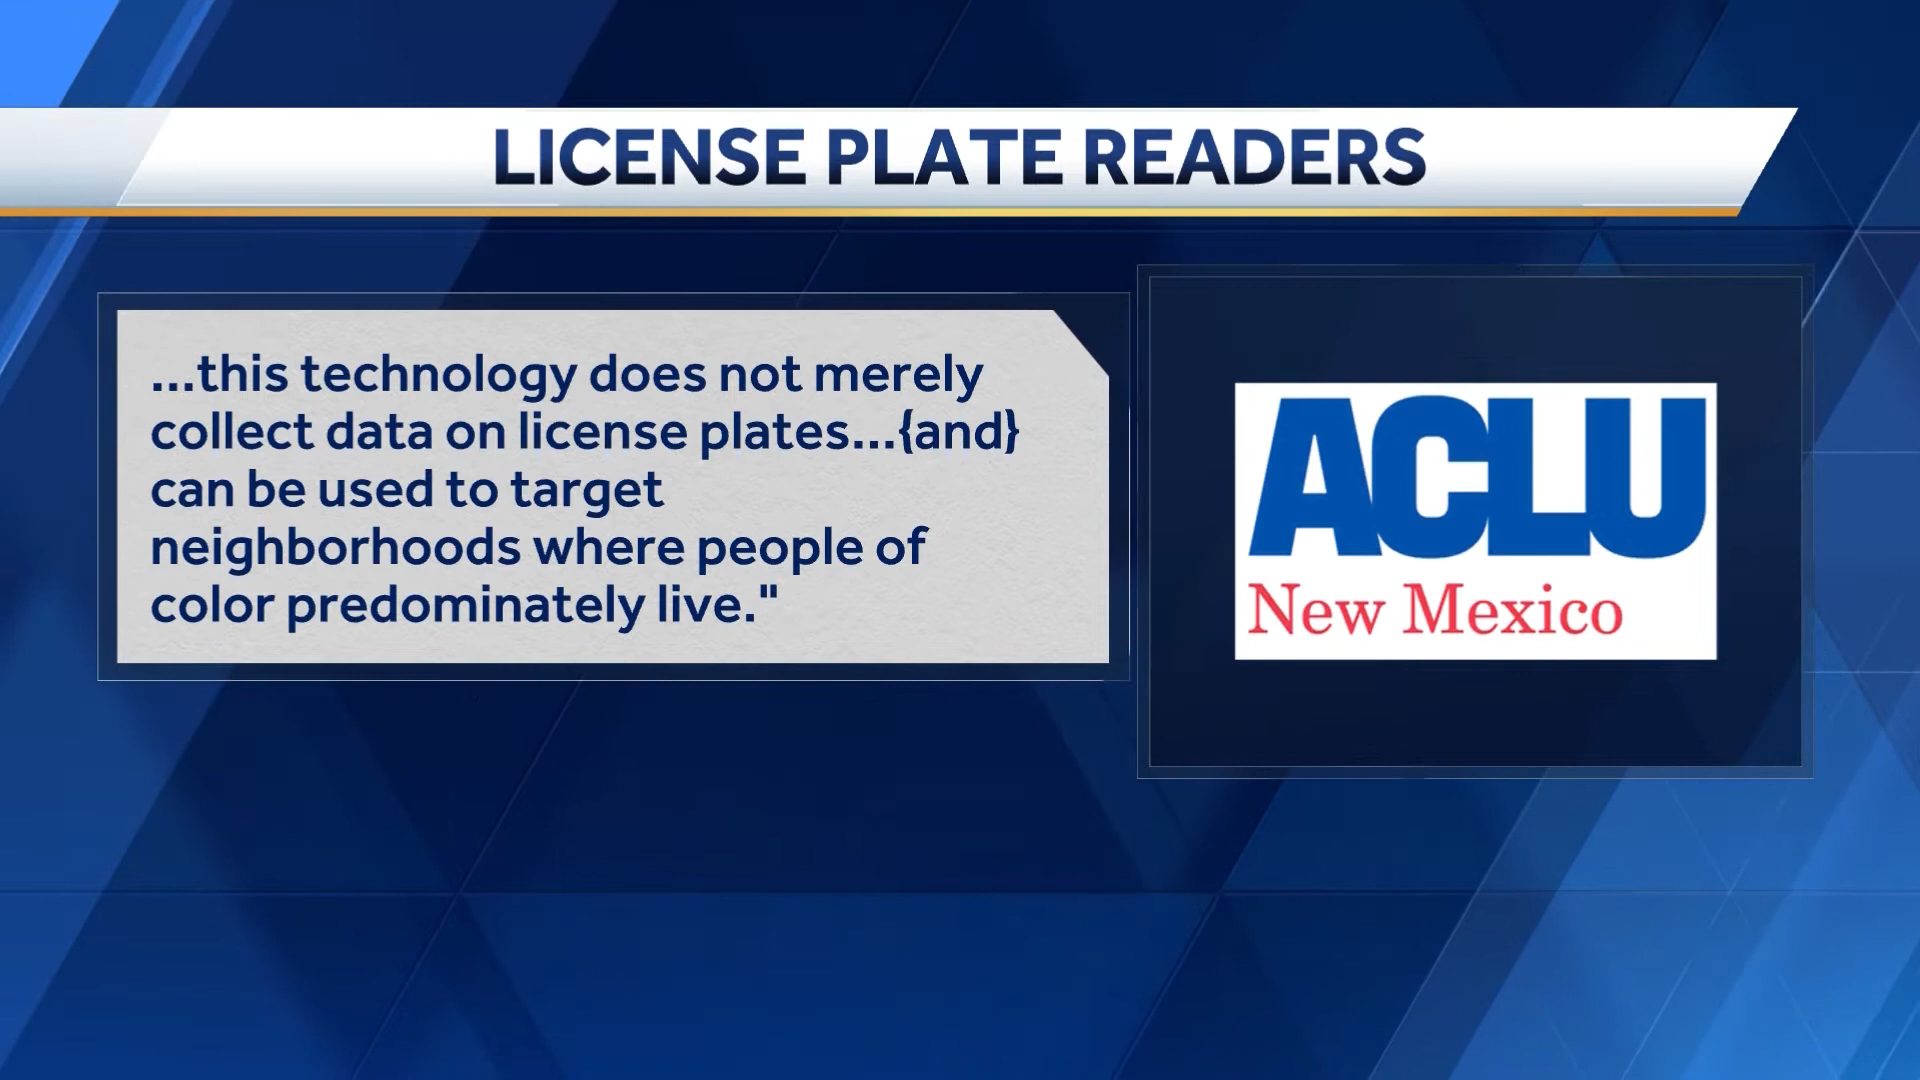 LICENSE PLATE READERS
...this technology does not merely
collect data on license plates...{and}
can be used to target
neighborhoods where people of
color predominately live."
ACLU
New Mexico